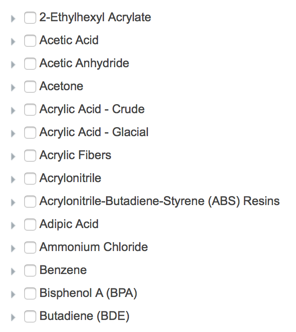 2-Ethylhexyl Acrylate
Acetic Acid
Acetic Anhydride
Acetone
Acrylic Acid - Crude
Acrylic Acid - Glacial
Acrylic Fibers
Acrylonitrile
Acrylonitrile-Butadiene-Styrene (ABS) Resins
Adipic Acid
Ammonium Chloride
Benzene
Bisphenol A (BPA)
Butadiene (BDE)